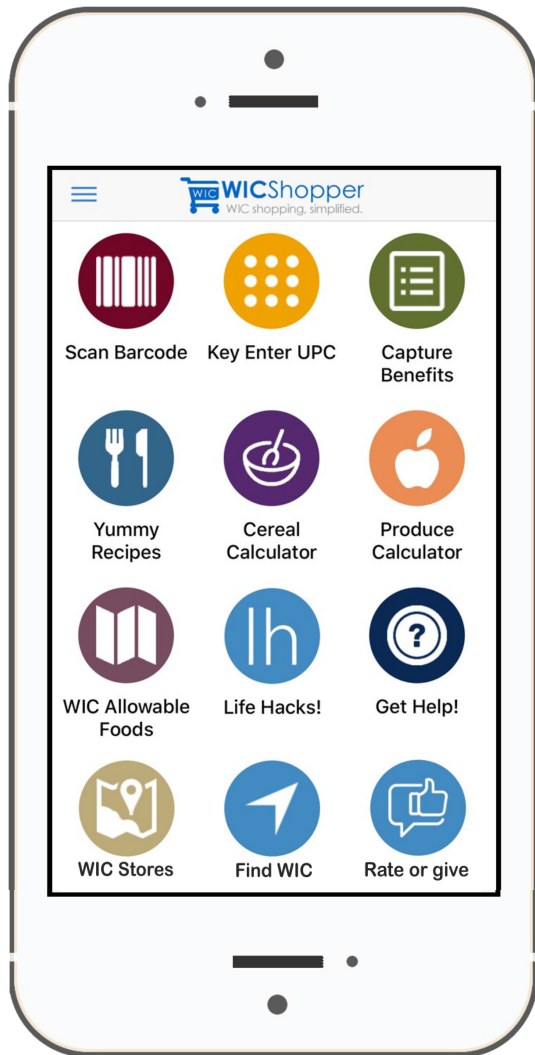 WIC WICShopper
WIC shopping, simplified.
Scan Barcode
Key Enter UPC
Capture
Benefits
Yummy
Recipes
Cereal
Calculator
Produce
Calculator
WIC Allowable
Foods
lh
Life Hacks!
?
Get Help!
WIC Stores
Find WIC
Rate or give